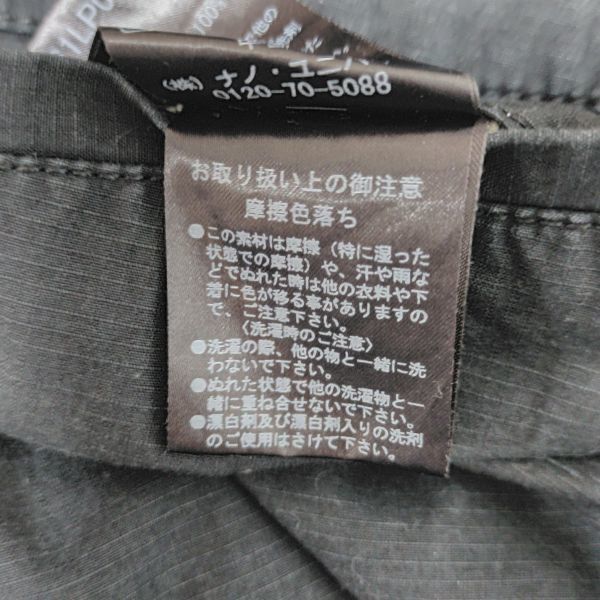 1LPO
100%
(株) ナノ・ユニバ
0120-70-5088
お取り扱い上の御注意
摩擦色落ち
●この素材は摩擦（特に湿った
状態での摩擦）や、汗や雨な
どでぬれた時は他の衣料や下
着に色が移る事がありますの
で、ご注意下さい。
〈洗濯時のご注意〉
●洗濯の際、他の物と一緒に洗
わないで下さい。
●ぬれた状態で他の洗濯物と一
緒に重ね合せないで下さい。
●漂白剤及び漂白剤入りの洗剤
のご使用はさけて下さい。